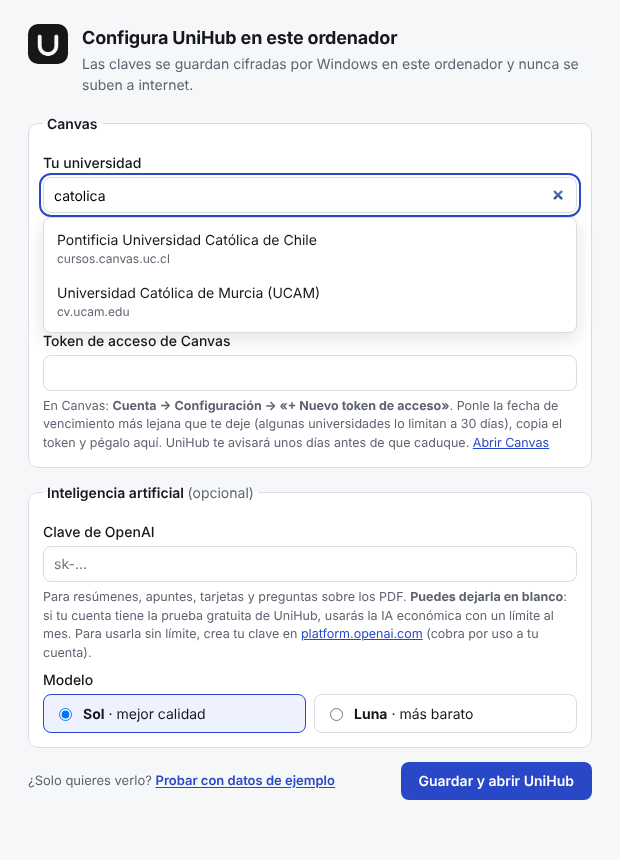 Configura UniHub en este ordenador
Las claves se guardan cifradas por Windows en este ordenador y nunca se
suben a internet.
Canvas
Tu universidad
catolica
Pontificia Universidad Católica de Chile
cursos.canvas.uc.cl
Universidad Católica de Murcia (UCAM)
cv.ucam.edu
Token de acceso de Canvas
En Canvas: Cuenta → Configuración → «+ Nuevo token de acceso». Ponle la fecha de
vencimiento más lejana que te deje (algunas universidades lo limitan a 30 días), copia el
token y pégalo aquí. UniHub te avisará unos días antes de que caduque. Abrir Canvas
Inteligencia artificial (opcional)
Clave de OpenAI
sk-...
Para resúmenes, apuntes, tarjetas y preguntas sobre los PDF. Puedes dejarla en blanco:
si tu cuenta tiene la prueba gratuita de UniHub, usarás la IA económica con un límite al
mes. Para usarla sin límite, crea tu clave en platform.openai.com (cobra por uso a tu
cuenta).
Modelo
Sol · mejor calidad
Luna · más barato
¿Solo quieres verlo? Probar con datos de ejemplo
Guardar y abrir UniHub